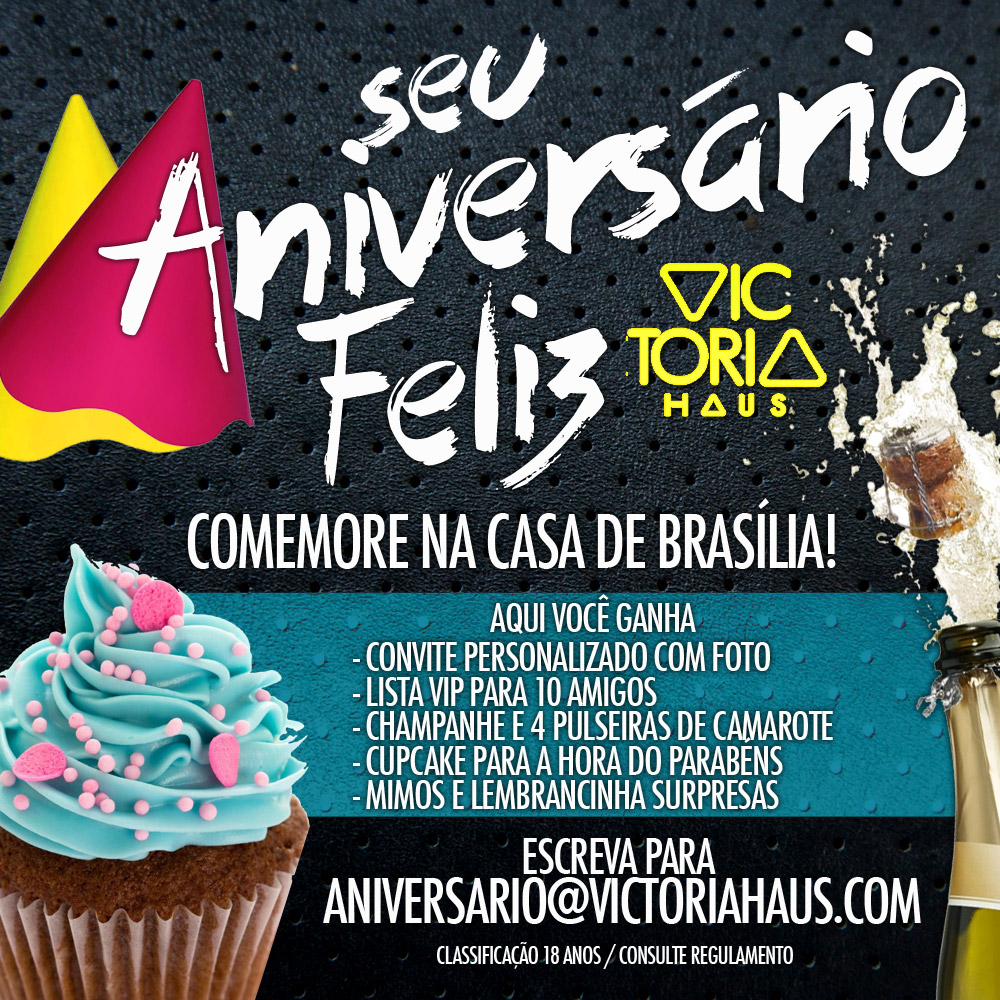 seu
Aniversário
Feliz
VIC
TORIA
HAUS
COMEMORE NA CASA DE BRASÍLIA!
AQUI VOCÊ GANHA
- CONVITE PERSONALIZADO COM FOTO
- LISTA VIP PARA 10 AMIGOS
- CHAMPANHE E 4 PULSEIRAS DE CAMAROTE
- CUPCAKE PARA A HORA DO PARABÉNS
- MIMOS E LEMBRANCINHA SURPRESAS
ESCREVA PARA
ANIVERSARIO@VICTORIAHAUS.COM
CLASSIFICAÇÃO 18 ANOS / CONSULTE REGULAMENTO